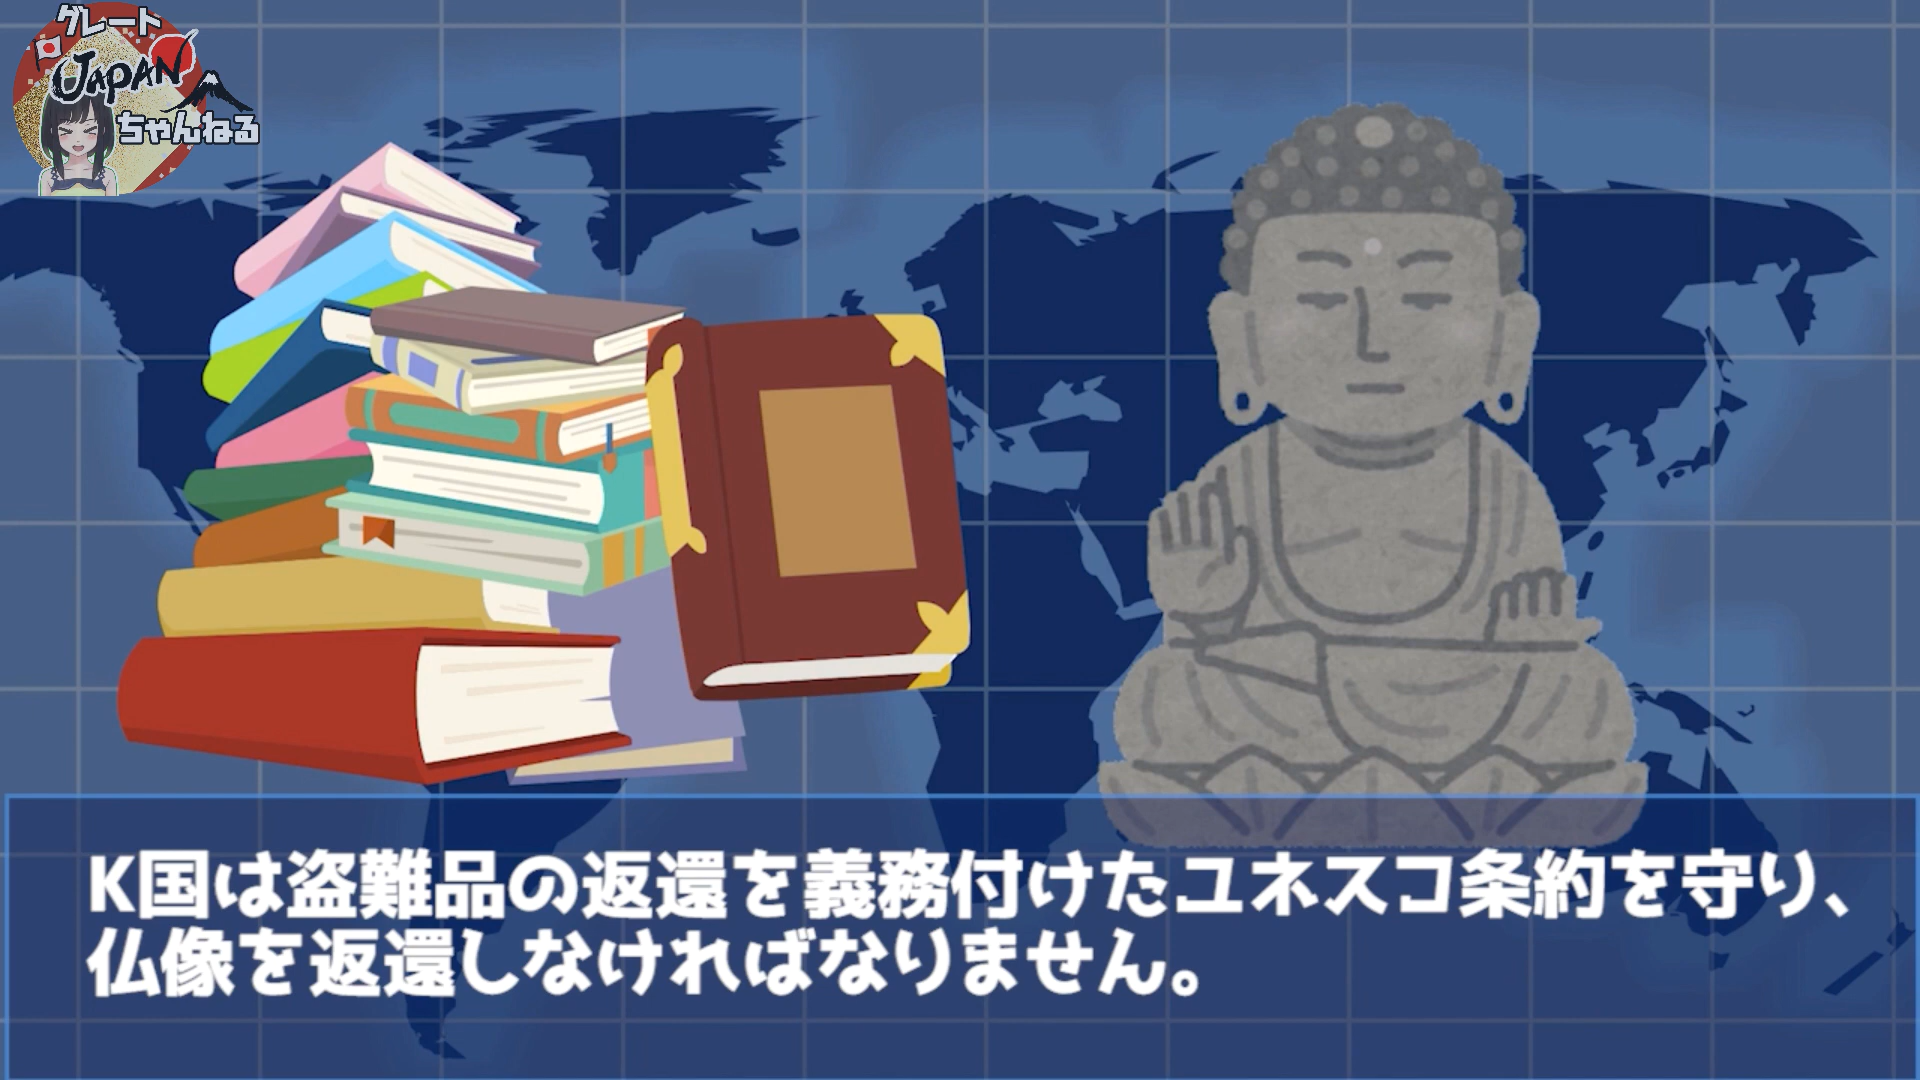 グレート
JAPAN
ちゃんねる
K国は盗難品の返還を義務付けたユネスコ条約を守り、
仏像を返還しなければなりません。